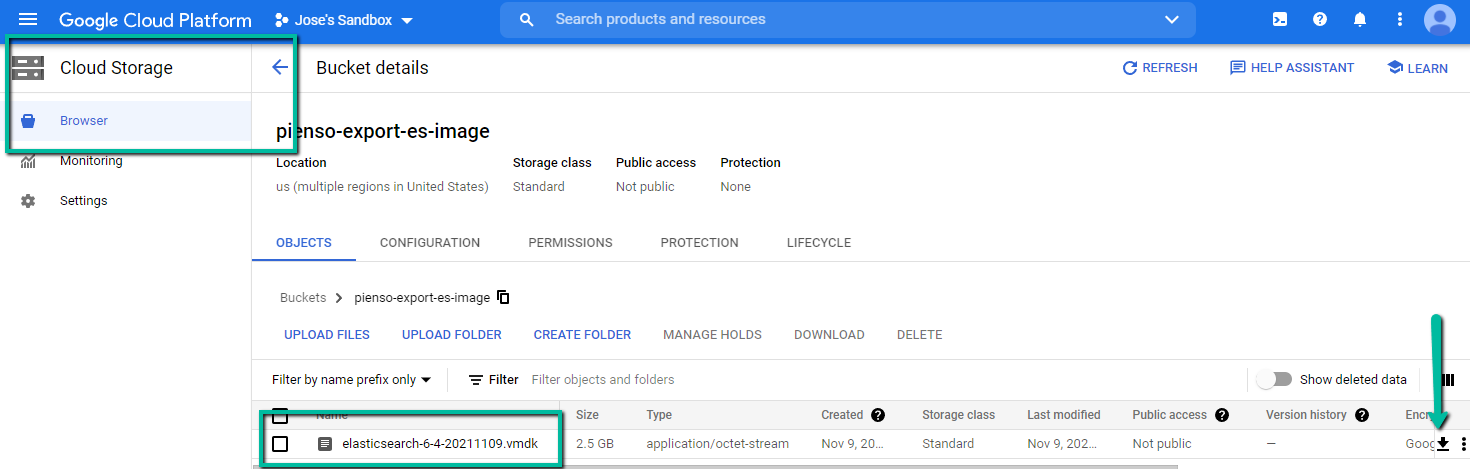 Google Cloud Platform Jose's Sandbox Search products and resources
Cloud Storage
Browser
Monitoring
Settings
Bucket details REFRESH HELP ASSISTANT LEARN
pienso-export-es-image
Location Storage class Public access Protection
us (multiple regions in United States) Standard Not public None
OBJECTS CONFIGURATION PERMISSIONS PROTECTION LIFECYCLE
Buckets pienso-export-es-image
UPLOAD FILES UPLOAD FOLDER CREATE FOLDER MANAGE HOLDS DOWNLOAD DELETE
Filter by name prefix only Filter Filter objects and folders Show deleted data
Name Size Type Created Storage class Last modified Public access Version history Encry
elasticsearch-6-4-20211109.vmdk 2.5 GB application/octet-stream Nov 9, 20... Standard Nov 9, 202... Not public — Goog